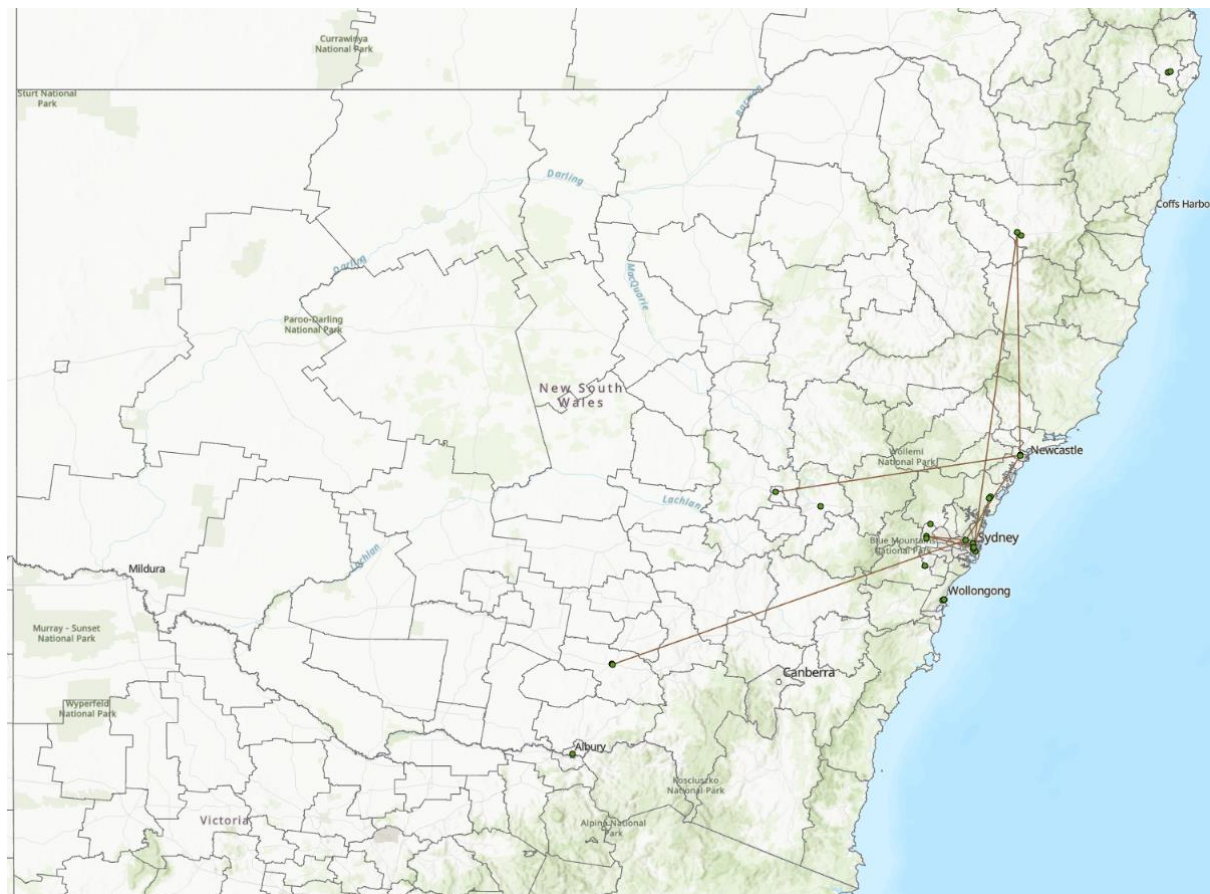 Currawinya
National Park
Sturt National
Park
Darling
Coffs Harbo
Darling
Macquarie
Paroo-Darling
National Park
New South
Wales
Wollemi
National Park
Newcastle
Lachlan
Blue Mountains
National Park
Sydney
Lachlan
Mildura
Wollongong
Murray - Sunset
National Park
Canberra
Wyperfeld
National Park
Albury
Kosciuszko
National Park
Victoria
Alpine National
Park